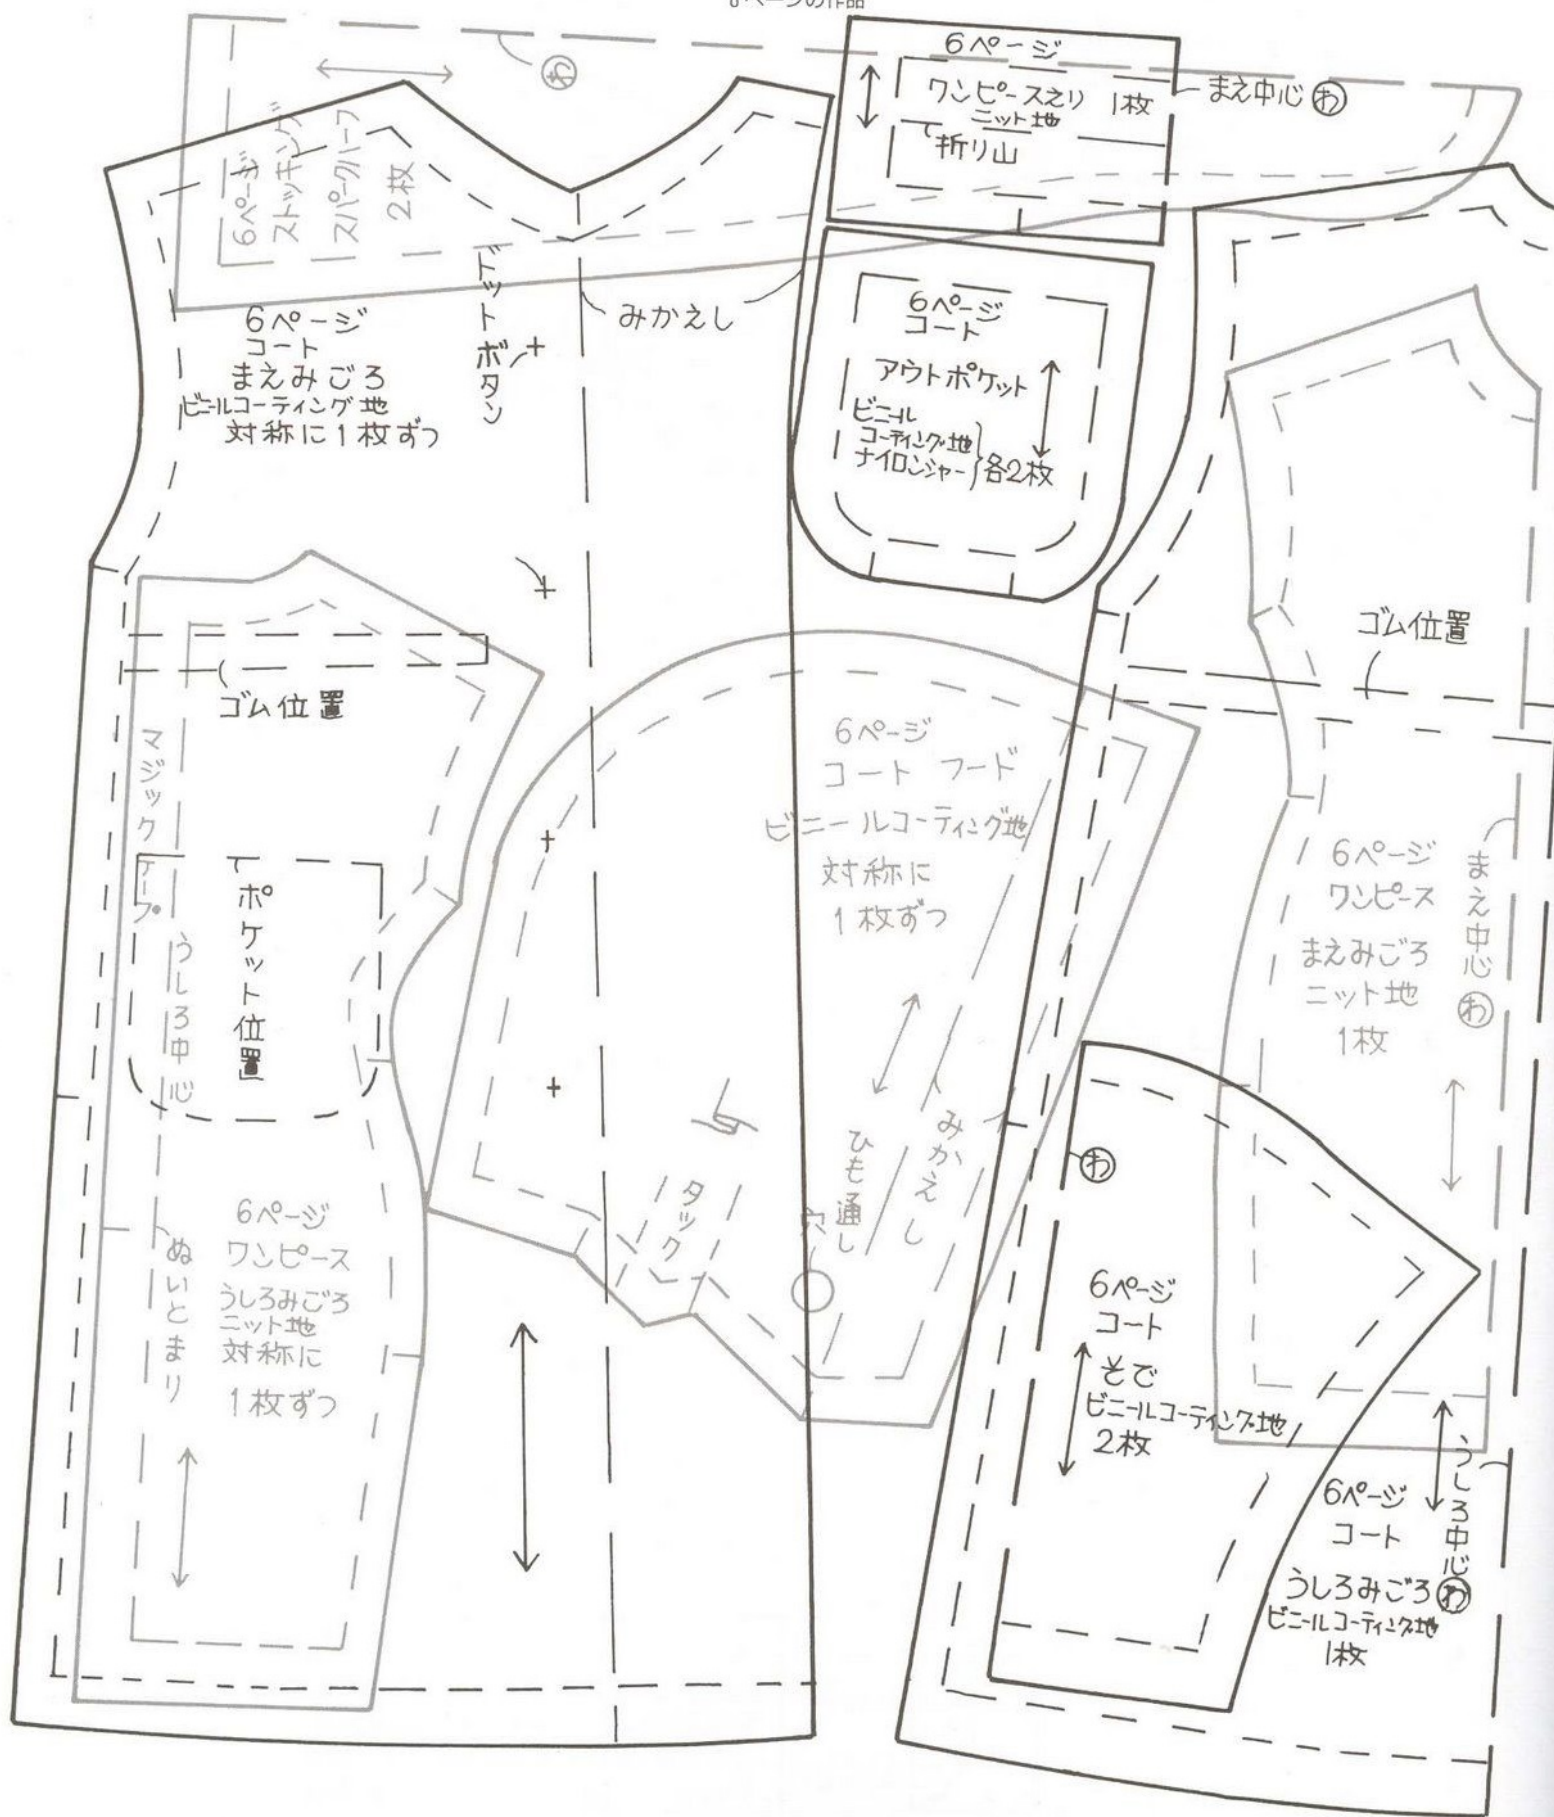 6ページの作品
わ
6ページ
ストッキング
スパークハーフ
2枚
6ページ
ワンピースえり 1枚
ニット地
折り山
まえ中心 わ
みかえし
ドットボタン
6ページ
コート
まえみごろ
ビニールコーティング地
対称に1枚ずつ
6ページ
コート
アウトポケット
ビニール
コーティング地
ナイロンシャー
各2枚
ゴム位置
ゴム位置
マジックテープ
うしろ中心
ポケット位置
ぬいとまり
6ページ
ワンピース
うしろみごろ
ニット地
対称に
1枚ずつ
6ページ
コート フード
ビニールコーティング地
対称に
1枚ずつ
みかえし
ひも通し
穴
タック
6ページ
ワンピース
まえみごろ
ニット地
1枚
まえ中心 わ
わ
6ページ
コート
そで
ビニールコーティング地
2枚
6ページ
コート
うしろみごろ
ビニールコーティング地
1枚
うしろ中心 わ